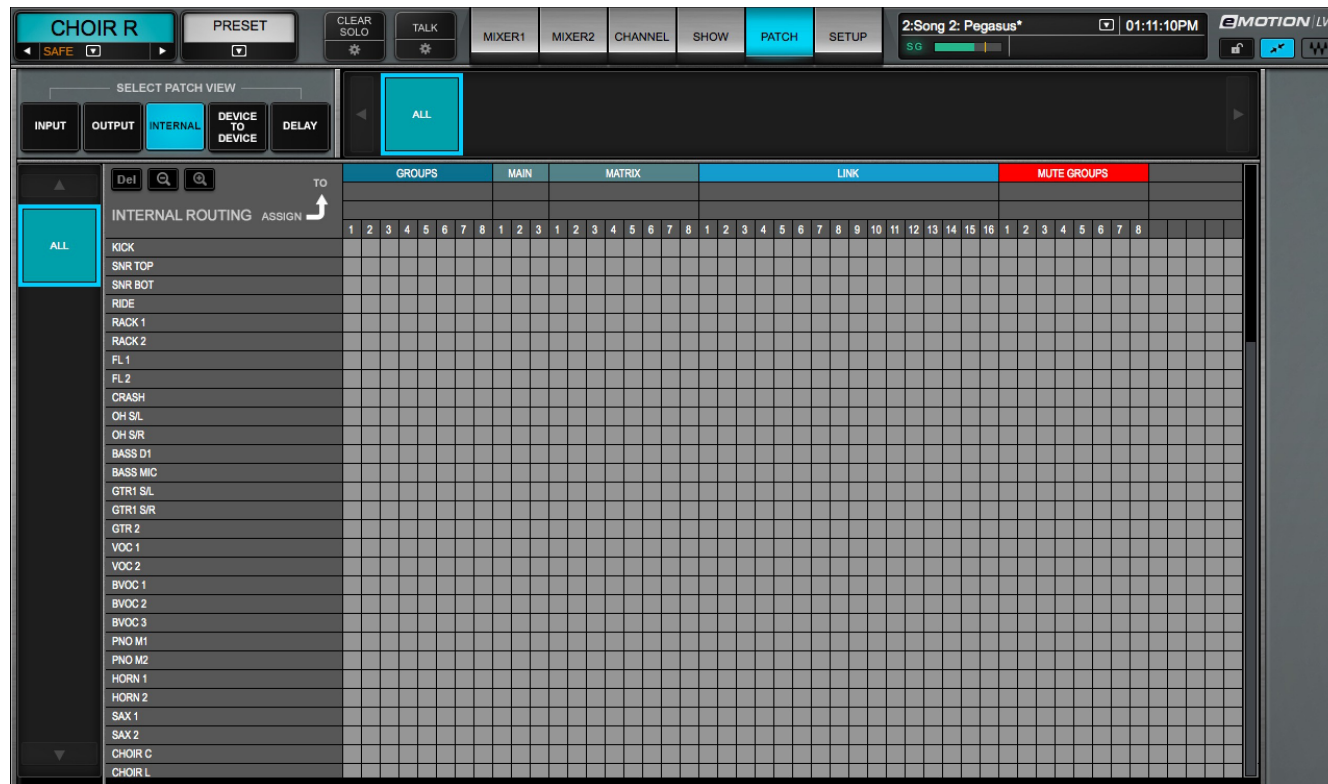 CHOIR R
SAFE
PRESET
CLEAR SOLO
TALK
MIXER1
MIXER2
CHANNEL
SHOW
PATCH
SETUP
2:Song 2: Pegasus*
01:11:10PM
SG
eMOTION LV
SELECT PATCH VIEW
INPUT
OUTPUT
INTERNAL
DEVICE TO DEVICE
DELAY
ALL
Del
TO
INTERNAL ROUTING ASSIGN
GROUPS MAIN MATRIX LINK MUTE GROUPS
1 2 3 4 5 6 7 8 1 2 3 1 2 3 4 5 6 7 8 1 2 3 4 5 6 7 8 9 10 11 12 13 14 15 16 1 2 3 4 5 6 7 8
ALL
KICK
SNR TOP
SNR BOT
RIDE
RACK 1
RACK 2
FL 1
FL 2
CRASH
OH S/L
OH S/R
BASS D1
BASS MIC
GTR1 S/L
GTR1 S/R
GTR 2
VOC 1
VOC 2
BVOC 1
BVOC 2
BVOC 3
PNO M1
PNO M2
HORN 1
HORN 2
SAX 1
SAX 2
CHOIR C
CHOIR L